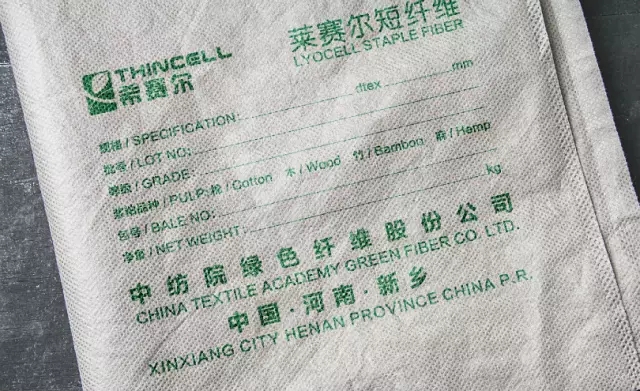 THINCELL
希赛尔
莱赛尔短纤维
LYOCELL STAPLE FIBER
规格 / SPECIFICATION: dtex mm
批号 / LOT NO:
等级 / GRADE:
浆粕品种 / PULP: 棉 / Cotton 木 / Wood 竹 / Bamboo 麻 / Hemp
包号 / BALE NO:
净重 / NET WEIGHT: kg
中纺院绿色纤维股份公司
CHINA TEXTILE ACADEMY GREEN FIBER CO. LTD.
中国·河南·新乡
XINXIANG CITY HENAN PROVINCE CHINA P.R.